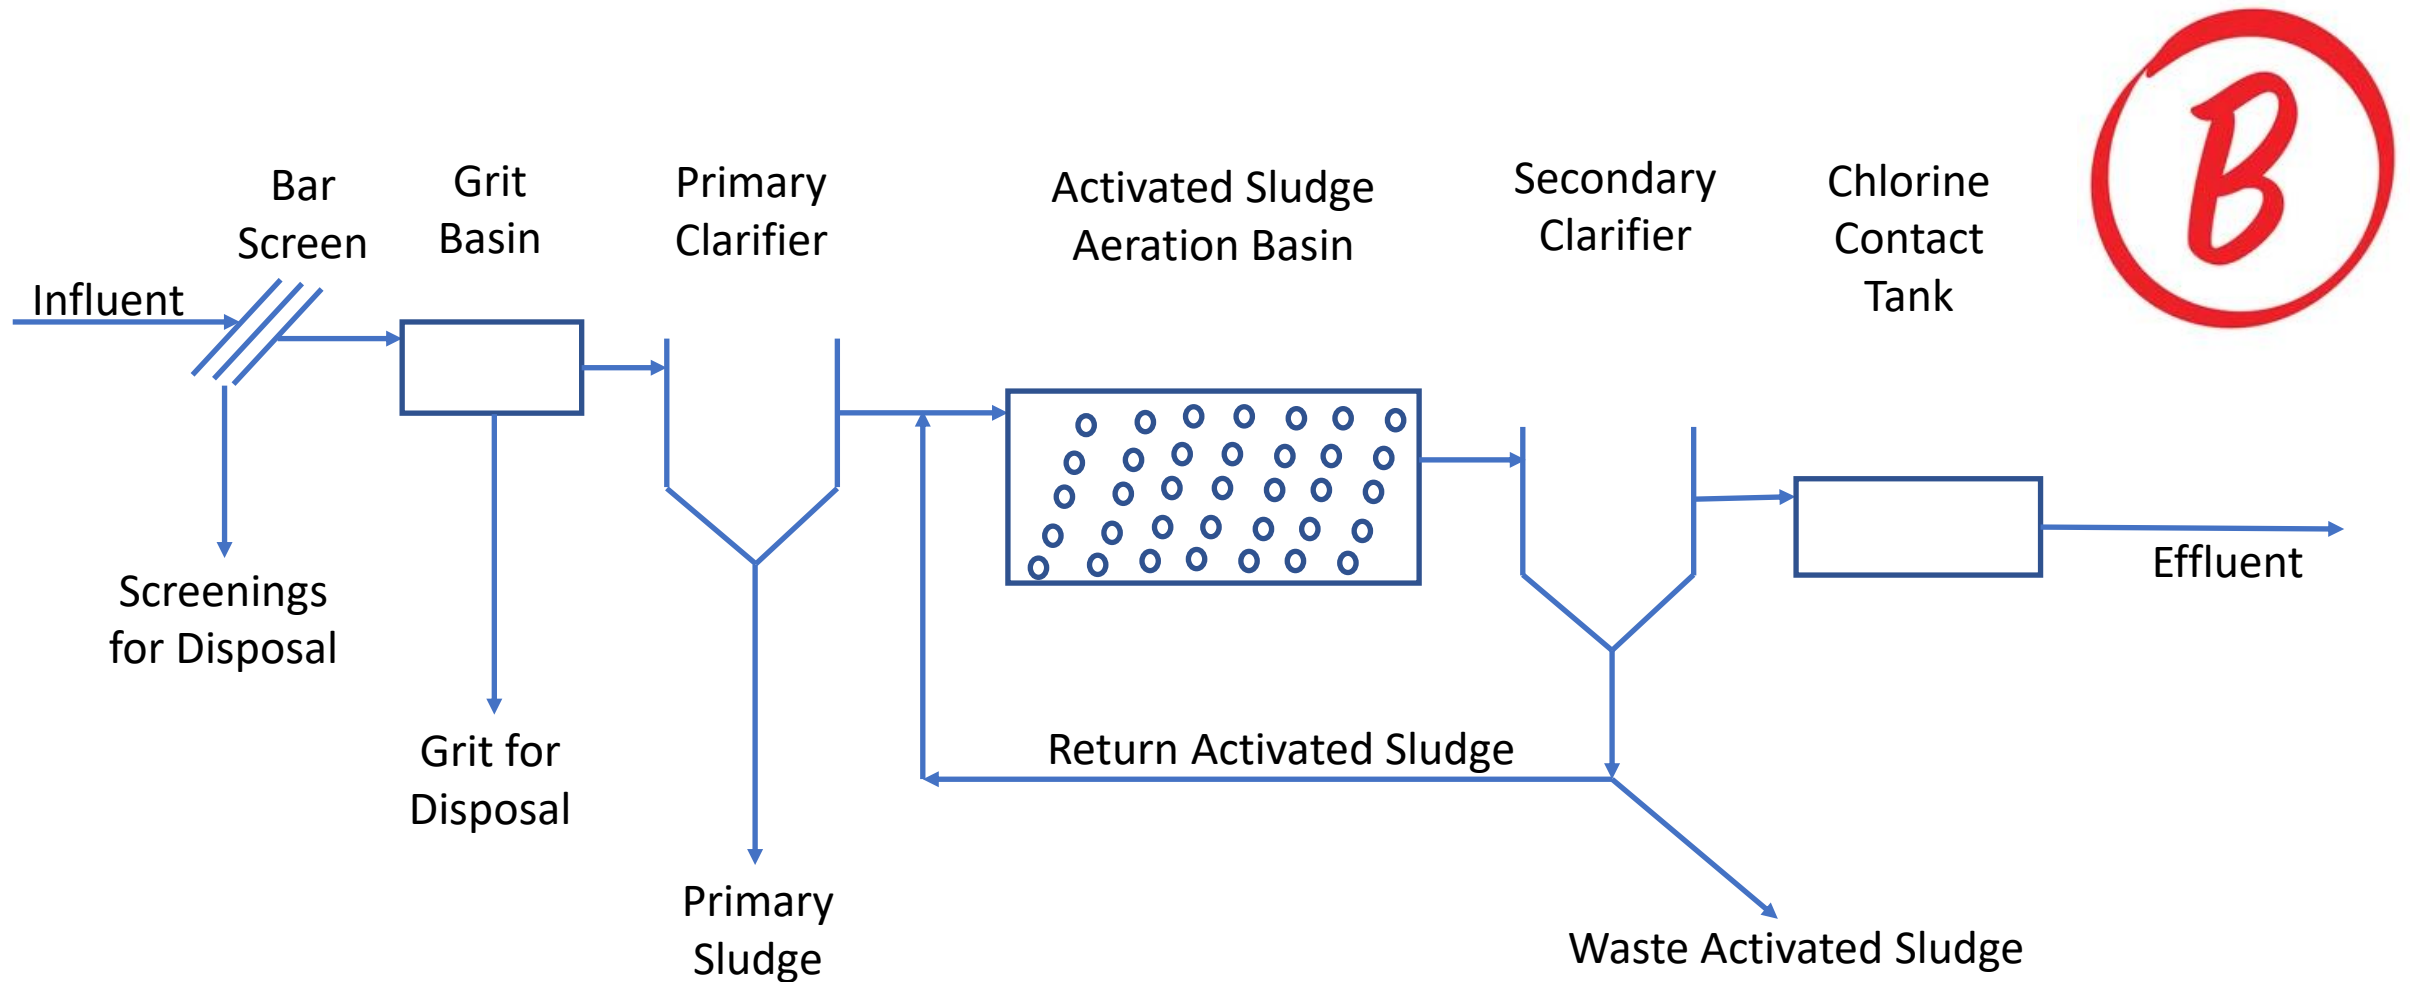 Bar
Screen
Grit
Basin
Primary
Clarifier
Activated Sludge
Aeration Basin
Secondary
Clarifier
Chlorine
Contact
Tank
B
Influent
Effluent
Screenings
for Disposal
Grit for
Disposal
Return Activated Sludge
Primary
Sludge
Waste Activated Sludge